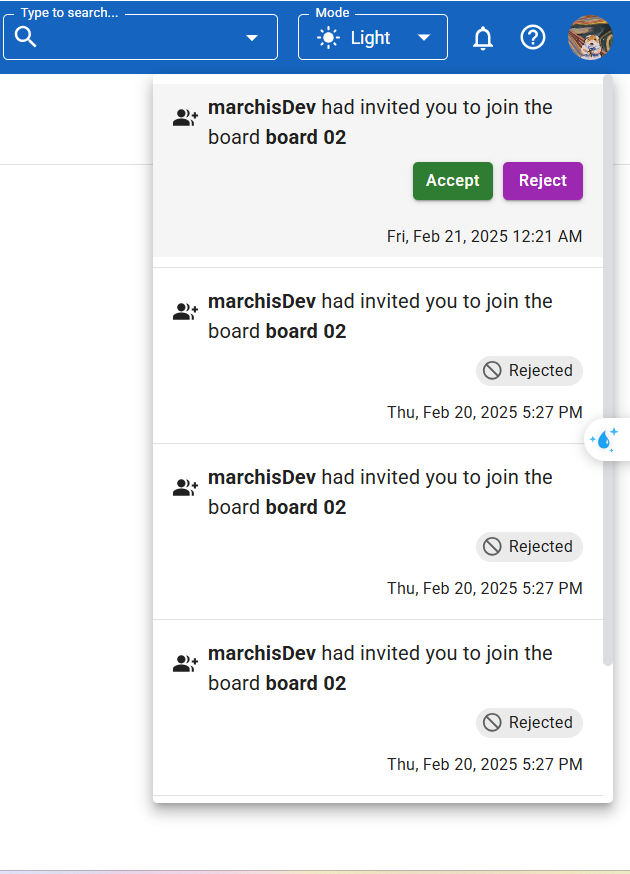 Type to search...
Mode
Light
marchisDev had invited you to join the
board board 02
Accept
Reject
Fri, Feb 21, 2025 12:21 AM
marchisDev had invited you to join the
board board 02
Rejected
Thu, Feb 20, 2025 5:27 PM
marchisDev had invited you to join the
board board 02
Rejected
Thu, Feb 20, 2025 5:27 PM
marchisDev had invited you to join the
board board 02
Rejected
Thu, Feb 20, 2025 5:27 PM